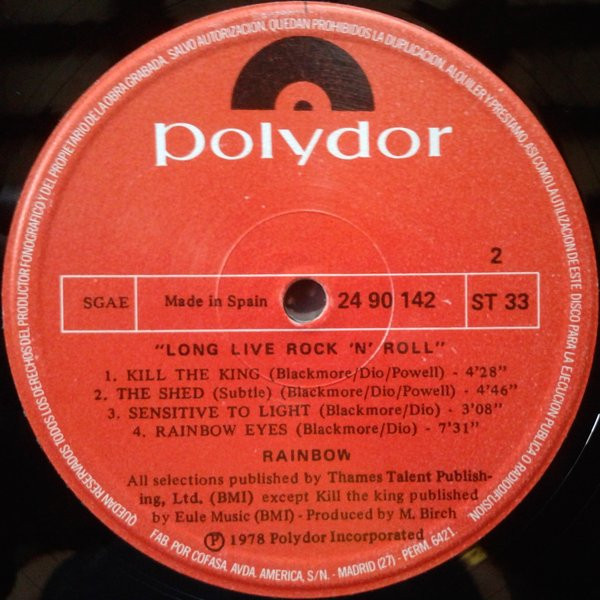 polydor
2
SGAE
Made in Spain
24 90 142
ST 33
"LONG LIVE ROCK 'N' ROLL"
1. KILL THE KING (Blackmore/Dio/Powell) - 4'28"
2. THE SHED (Subtle) (Blackmore/Dio/Powell) - 4'46"
3. SENSITIVE TO LIGHT (Blackmore/Dio) - 3'08"
4. RAINBOW EYES (Blackmore/Dio) - 7'31"
RAINBOW
All selections published by Thames Talent Publish-
ing, Ltd. (BMI) except Kill the king published
by Eule Music (BMI) - Produced by M. Birch
Ⓟ 1978 Polydor Incorporated
QUEDAN RESERVADOS TODOS LOS DERECHOS DEL PRODUCTOR FONOGRAFICO Y DEL PROPIETARIO DE LA OBRA GRABADA. SALVO AUTORIZACION, QUEDAN PROHIBIDOS LA DUPLICACION, ALQUILER Y PRESTAMO, ASI COMO LA UTILIZACION DE ESTE DISCO PARA LA EJECUCION PUBLICA O RADIODIFUSION.
FAB. POR COFASA. AVDA. AMERICA, S/N. - MADRID (27) - PERM. 6421.